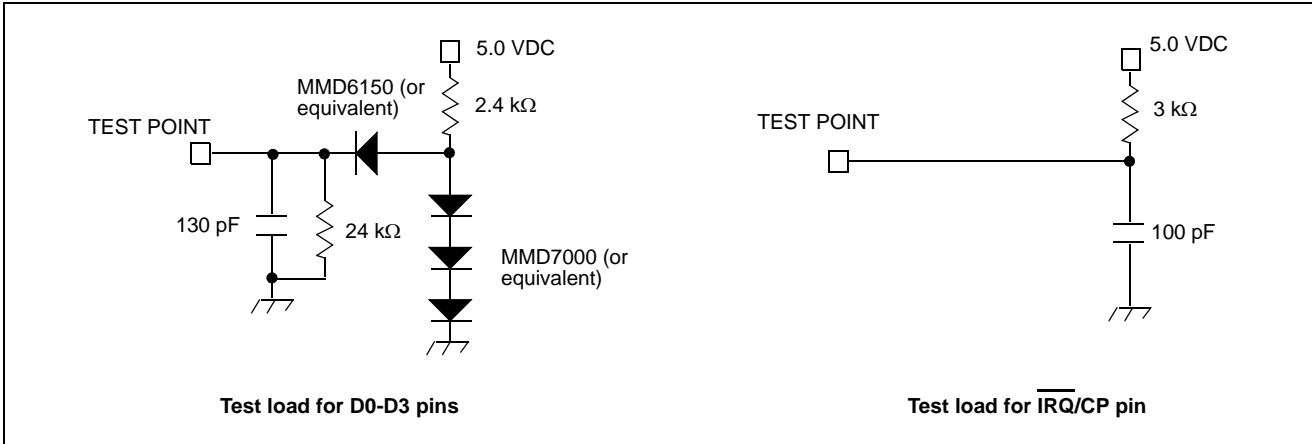 5.0 VDC
MMD6150 (or
equivalent)
2.4 kΩ
TEST POINT
130 pF
24 kΩ
MMD7000 (or
equivalent)
Test load for D0-D3 pins
5.0 VDC
3 kΩ
TEST POINT
100 pF
Test load for I̅R̅Q̅/CP pin